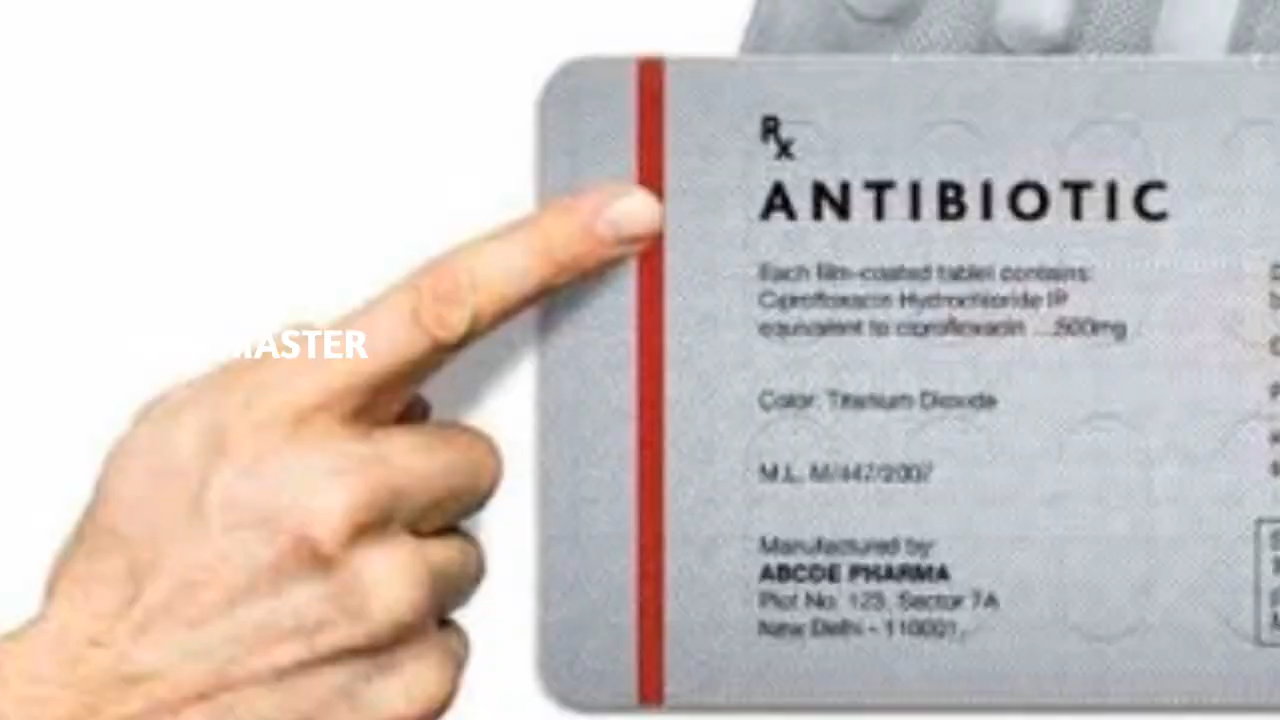 Rx
ANTIBIOTIC
Each film-coated tablet contains:
Ciprofloxacin Hydrochloride IP
equivalent to ciprofloxacin ....500mg
Color: Titanium Dioxide
M.L. M/447/2007
Manufactured by:
ABCDE PHARMA
Plot No. 123, Sector 7A
New Delhi - 110001.
MASTER